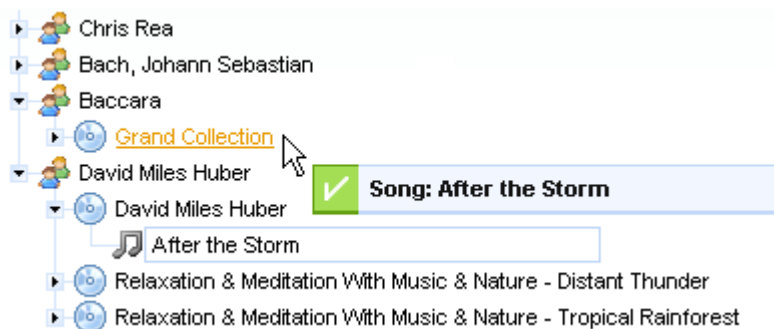 Chris Rea
Bach, Johann Sebastian
Baccara
Grand Collection
David Miles Huber
Song: After the Storm
David Miles Huber
After the Storm
Relaxation & Meditation With Music & Nature - Distant Thunder
Relaxation & Meditation With Music & Nature - Tropical Rainforest